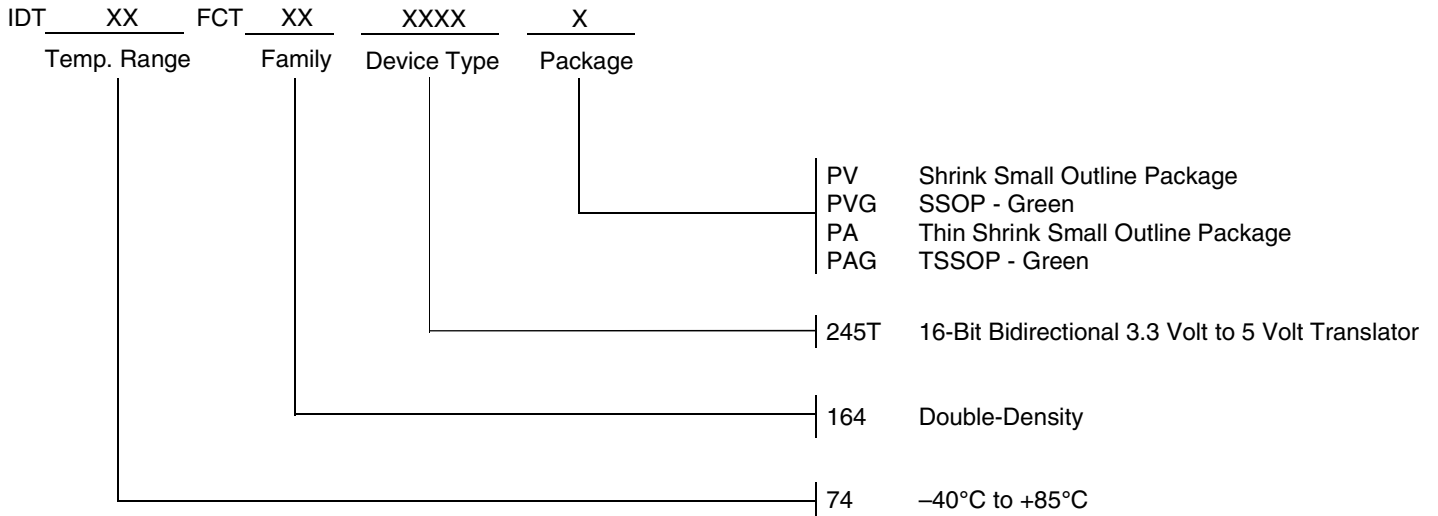 IDT XX FCT XX XXXX X
Temp. Range Family Device Type Package
PV Shrink Small Outline Package
PVG SSOP - Green
PA Thin Shrink Small Outline Package
PAG TSSOP - Green
245T 16-Bit Bidirectional 3.3 Volt to 5 Volt Translator
164 Double-Density
74 –40°C to +85°C